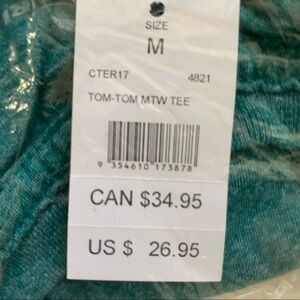 SIZE
M
CTER17 4821
TOM-TOM MTW TEE
9 354610 173878
CAN $34.95
US $ 26.95